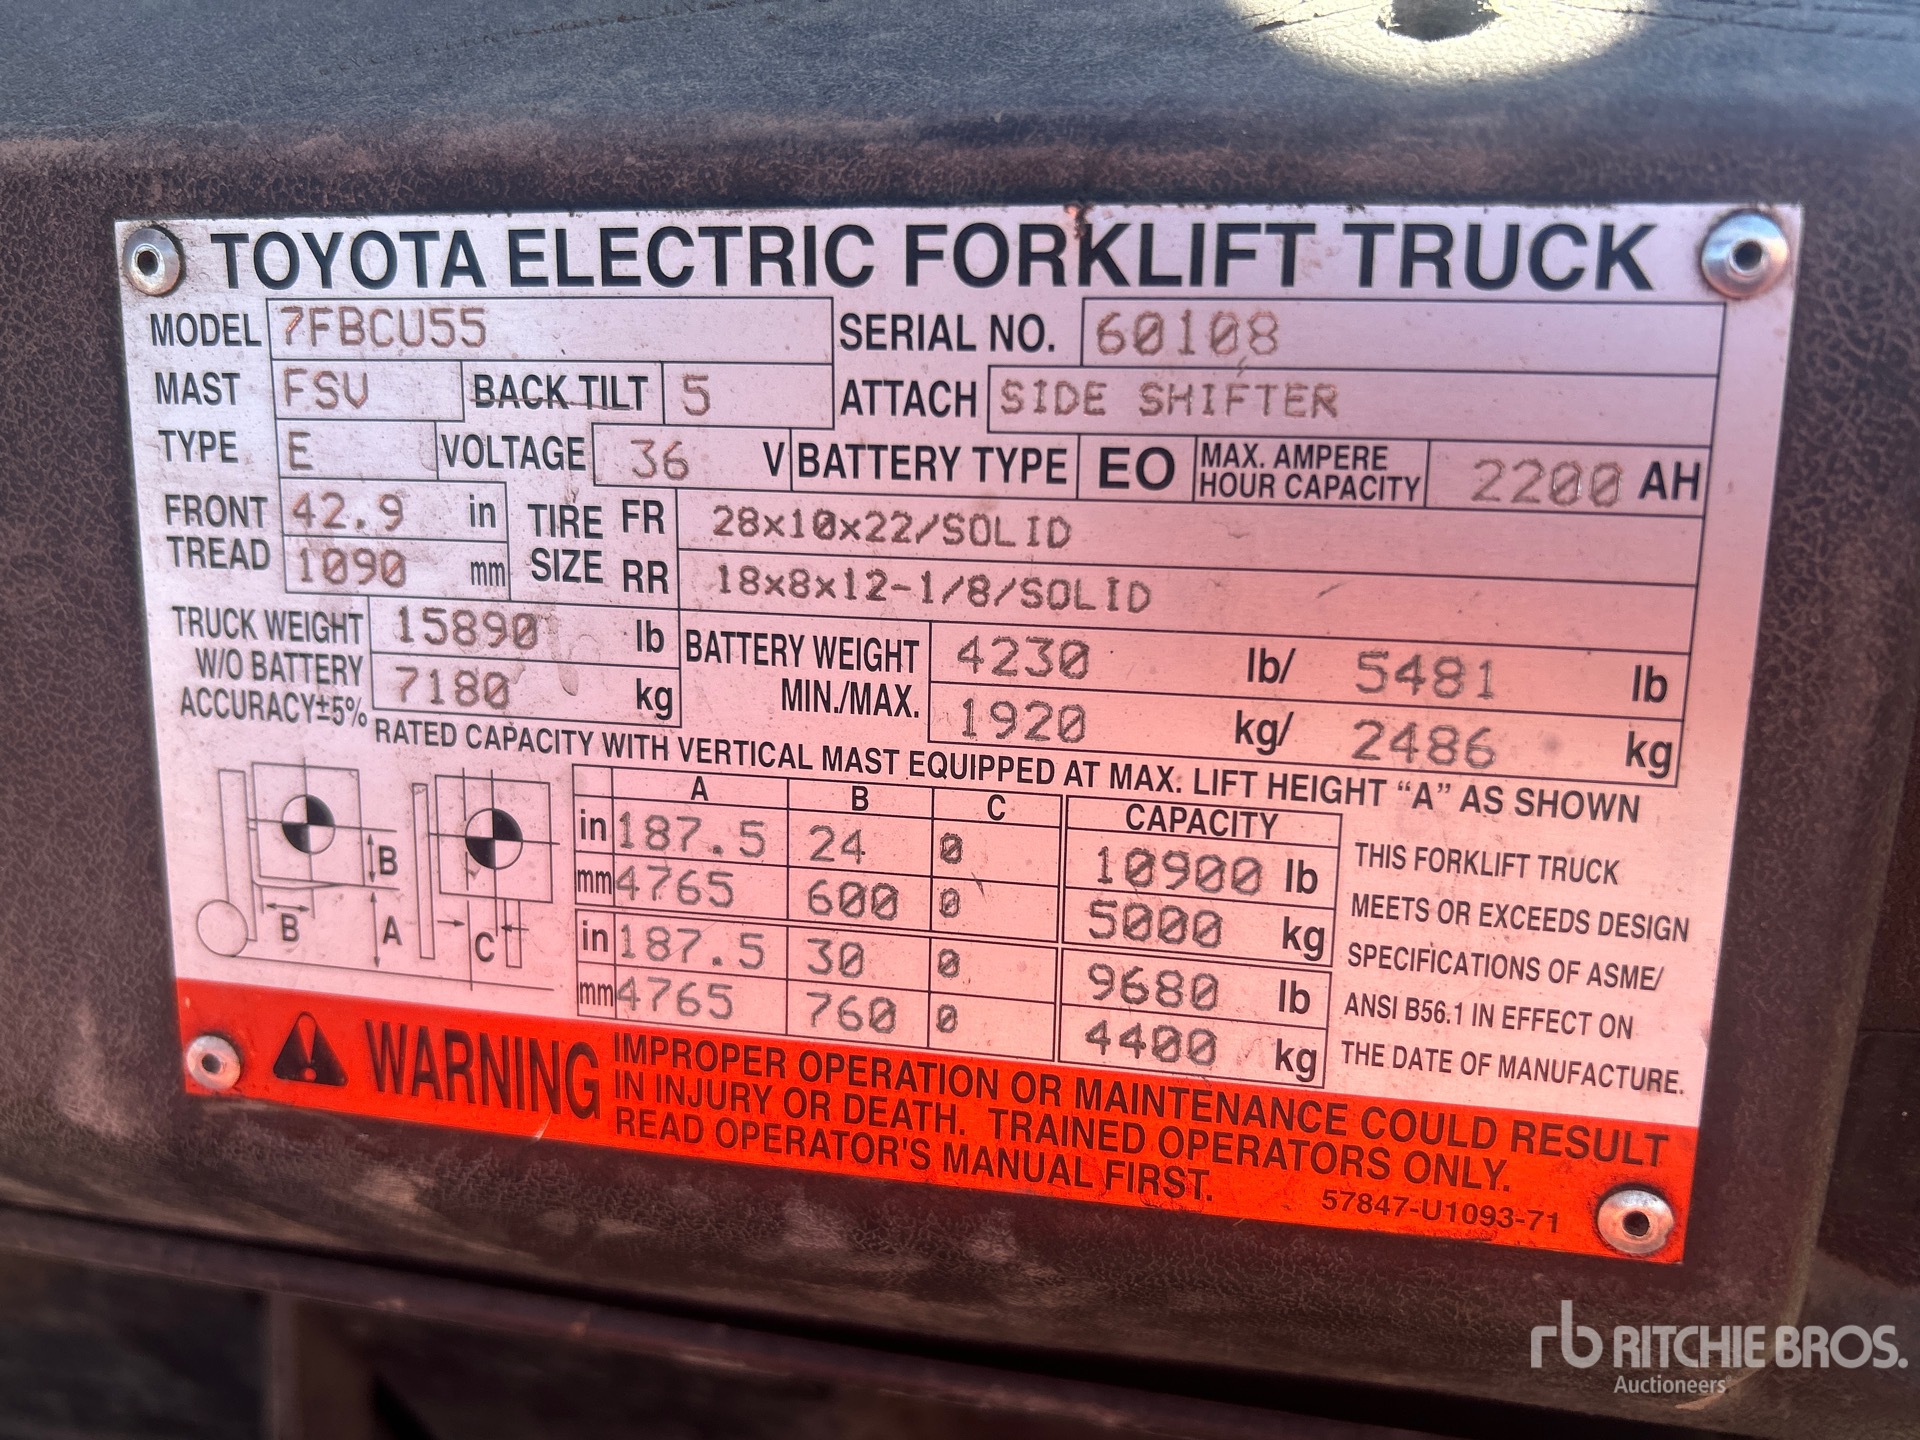 TOYOTA ELECTRIC FORKLIFT TRUCK
MODEL 7FBCU55 SERIAL NO. 60108
MAST FSV BACK TILT 5 ATTACH SIDE SHIFTER
TYPE E VOLTAGE 36 V BATTERY TYPE EO MAX. AMPERE HOUR CAPACITY 2200 AH
FRONT TREAD 42.9 in TIRE SIZE FR 28x10x22/SOLID
1090 mm RR 18x8x12-1/8/SOLID
TRUCK WEIGHT 15890 lb BATTERY WEIGHT 4230 lb/ 5481 lb
W/O BATTERY 7180 kg MIN./MAX. 1920 kg/ 2486 kg
ACCURACY±5%
RATED CAPACITY WITH VERTICAL MAST EQUIPPED AT MAX. LIFT HEIGHT "A" AS SHOWN
A B C CAPACITY
in 187.5 24 0 10900 lb
mm 4765 600 0 5000 kg
in 187.5 30 0 9680 lb
mm 4765 760 0 4400 kg
B
B A C
THIS FORKLIFT TRUCK
MEETS OR EXCEEDS DESIGN
SPECIFICATIONS OF ASME/
ANSI B56.1 IN EFFECT ON
THE DATE OF MANUFACTURE.
WARNING IMPROPER OPERATION OR MAINTENANCE COULD RESULT
IN INJURY OR DEATH. TRAINED OPERATORS ONLY.
READ OPERATOR'S MANUAL FIRST.
57847-U1093-71
rb RITCHIE BROS.
Auctioneers